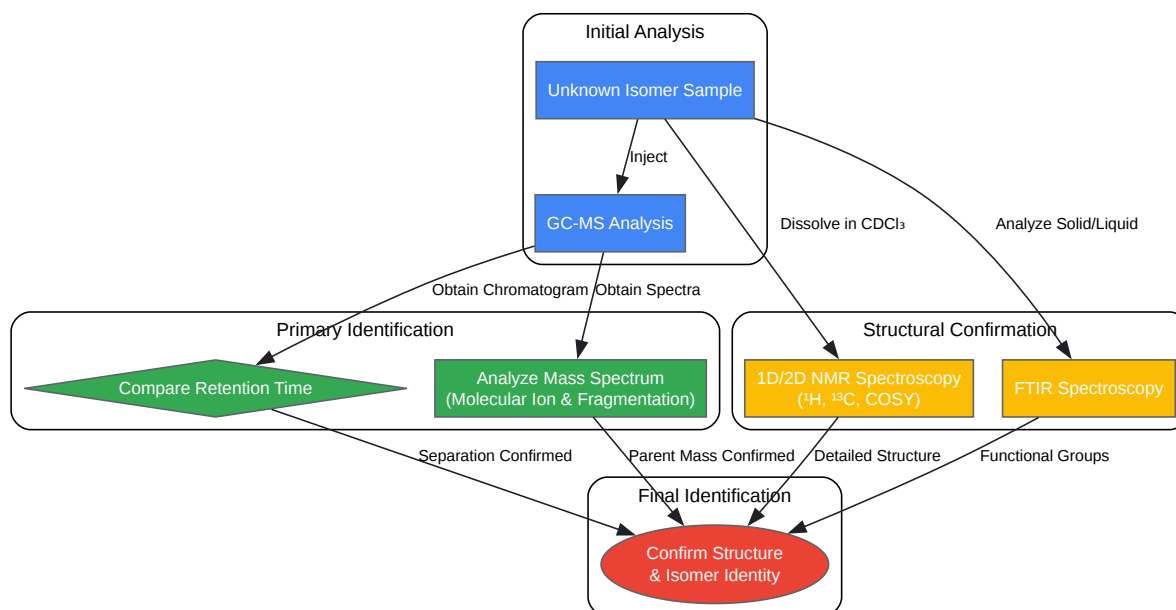 Initial Analysis
Unknown Isomer Sample
Inject
GC-MS Analysis
Dissolve in CDCl₃
Analyze Solid/Liquid
Obtain Chromatogram
Obtain Spectra
Primary Identification
Structural Confirmation
Compare Retention Time
Analyze Mass Spectrum
(Molecular Ion & Fragmentation)
1D/2D NMR Spectroscopy
(¹H, ¹³C, COSY)
FTIR Spectroscopy
Separation Confirmed
Parent Mass Confirmed
Detailed Structure
Functional Groups
Final Identification
Confirm Structure
& Isomer Identity